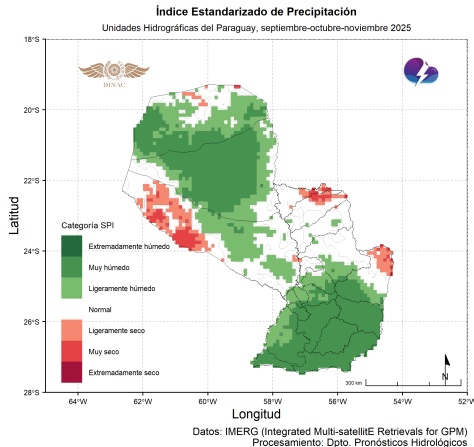 Índice Estandarizado de Precipitación
Unidades Hidrográficas del Paraguay, septiembre-octubre-noviembre 2025
DINAC
18°S
20°S
22°S
24°S
26°S
28°S
Latitud
Categoría SPI
Extremadamente húmedo
Muy húmedo
Ligeramente húmedo
Normal
Ligeramente seco
Muy seco
Extremadamente seco
300 km
N
64°W
62°W
60°W
58°W
56°W
54°W
52°W
Longitud
Datos: IMERG (Integrated Multi-satellitE Retrievals for GPM)
Procesamiento: Dpto. Pronósticos Hidrológicos